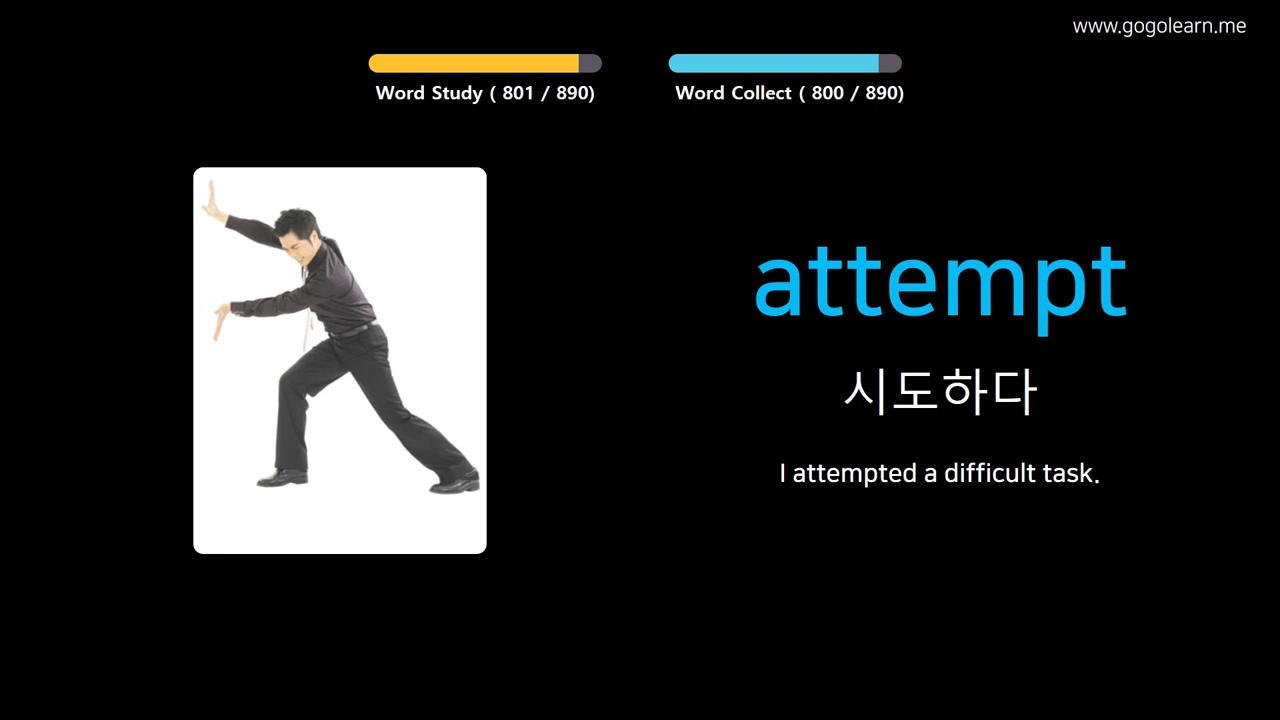 www.gogolearn.me
Word Study ( 801 / 890)
Word Collect ( 800 / 890)
attempt
시도하다
I attempted a difficult task.